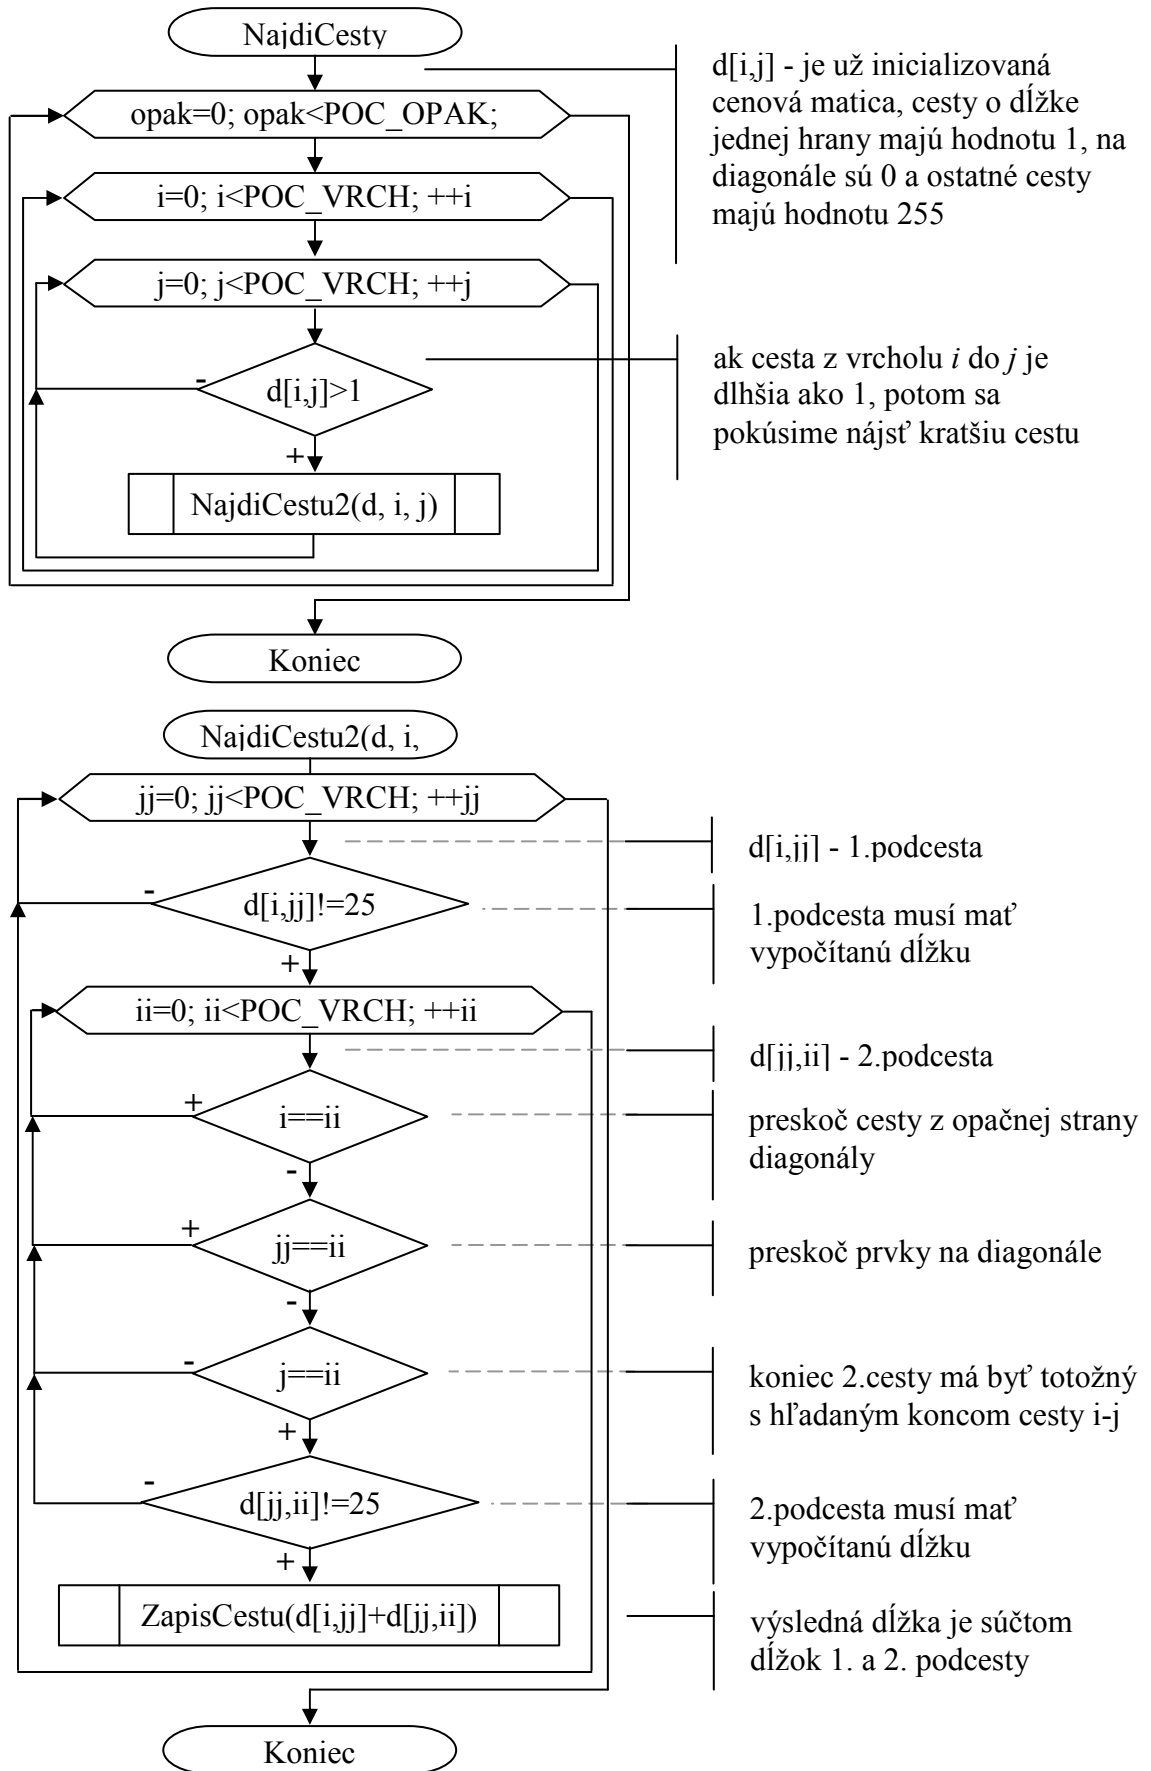 NajdiCesty
d[i,j] - je už inicializovaná
cenová matica, cesty o dĺžke
jednej hrany majú hodnotu 1, na
diagonále sú 0 a ostatné cesty
majú hodnotu 255
opak=0; opak<POC_OPAK;
i=0; i<POC_VRCH; ++i
j=0; j<POC_VRCH; ++j
ak cesta z vrcholu i do j je
dlhšia ako 1, potom sa
pokúsime nájsť kratšiu cestu
-
d[i,j]>1
+
NajdiCestu2(d, i, j)
Koniec
NajdiCestu2(d, i,
jj=0; jj<POC_VRCH; ++jj
d[i,jj] - 1.podcesta
-
d[i,jj]!=25
1.podcesta musí mať
vypočítanú dĺžku
+
ii=0; ii<POC_VRCH; ++ii
d[jj,ii] - 2.podcesta
+
i==ii
preskoč cesty z opačnej strany
diagonály
-
+
jj==ii
preskoč prvky na diagonále
-
-
j==ii
koniec 2.cesty má byť totožný
s hľadaným koncom cesty i-j
+
-
d[jj,ii]!=25
2.podcesta musí mať
vypočítanú dĺžku
+
ZapisCestu(d[i,jj]+d[jj,ii])
výsledná dĺžka je súčtom
dĺžok 1. a 2. podcesty
Koniec